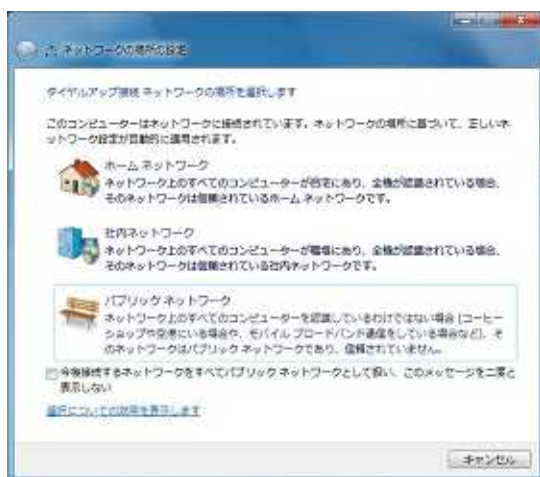 ネットワークの場所の設定
ダイヤルアップ接続 ネットワークの場所を選択します
このコンピューターはネットワークに接続されています。ネットワークの場所に基づいて、正しいネ
ットワーク設定が自動的に適用されます。
ホーム ネットワーク
ネットワーク上のすべてのコンピューターが自宅にあり、全機が認識されている場合、
そのネットワークは信頼されているホーム ネットワークです。
社内ネットワーク
ネットワーク上のすべてのコンピューターが職場にあり、全機が認識されている場合、
そのネットワークは信頼されている社内ネットワークです。
パブリック ネットワーク
ネットワーク上のすべてのコンピューターを認識しているわけではない場合 (コーヒー
ショップや空港にいる場合や、モバイル ブロードバンド通信をしている場合など)、そ
のネットワークはパブリック ネットワークであり、信頼されていません。
今後接続するネットワークをすべてパブリック ネットワークとして扱い、このメッセージを二度と
表示しない
選択についての説明を表示します
キャンセル